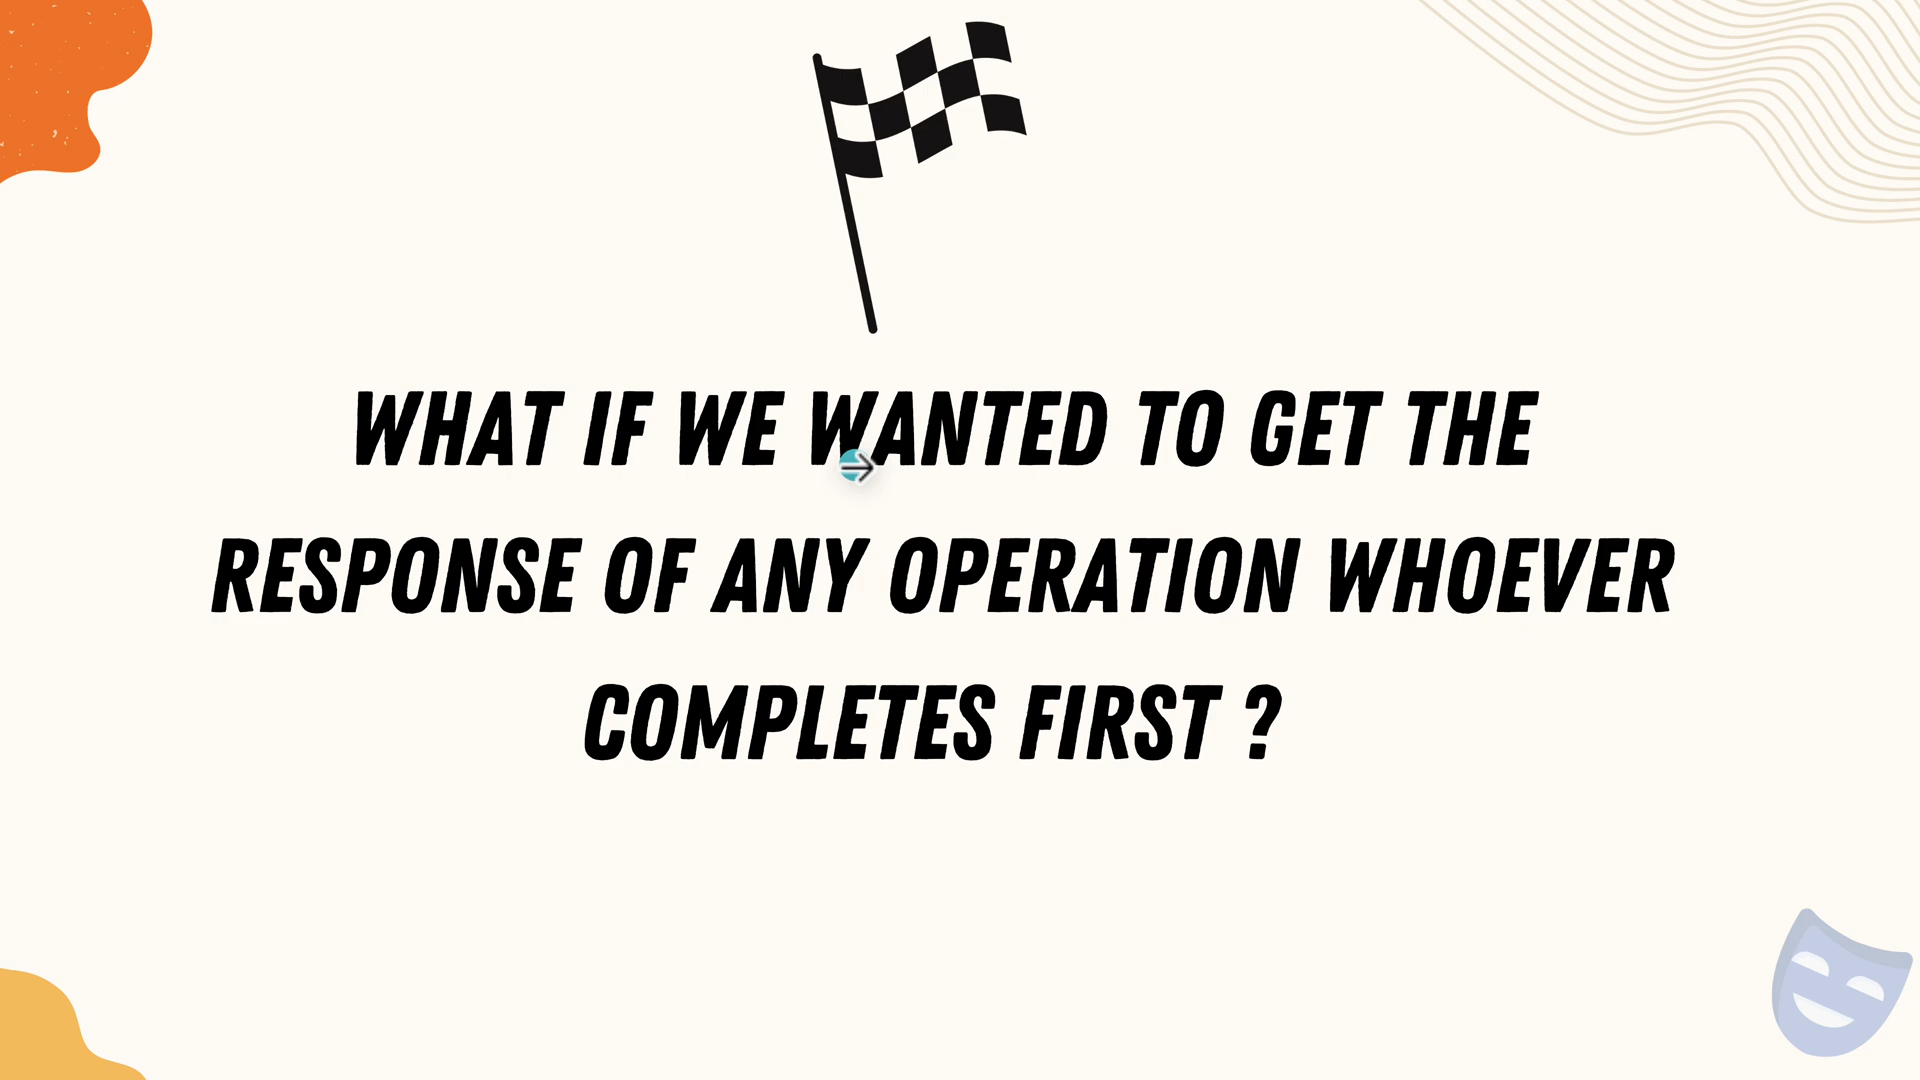 WHAT IF WE WANTED TO GET THE
RESPONSE OF ANY OPERATION WHOEVER
COMPLETES FIRST ?